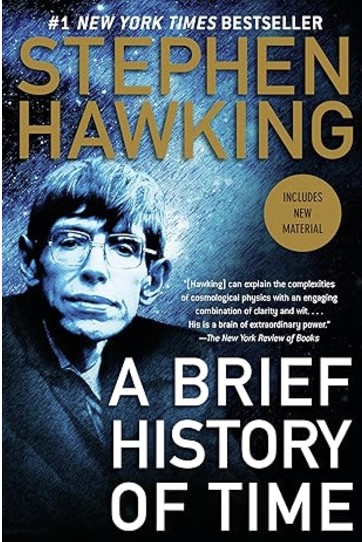 #1 NEW YORK TIMES BESTSELLER
STEPHEN
HAWKING
INCLUDES
NEW
MATERIAL
"[Hawking] can explain the complexities
of cosmological physics with an engaging
combination of clarity and wit. . . .
His is a brain of extraordinary power."
—The New York Review of Books
A BRIEF
HISTORY
OF TIME